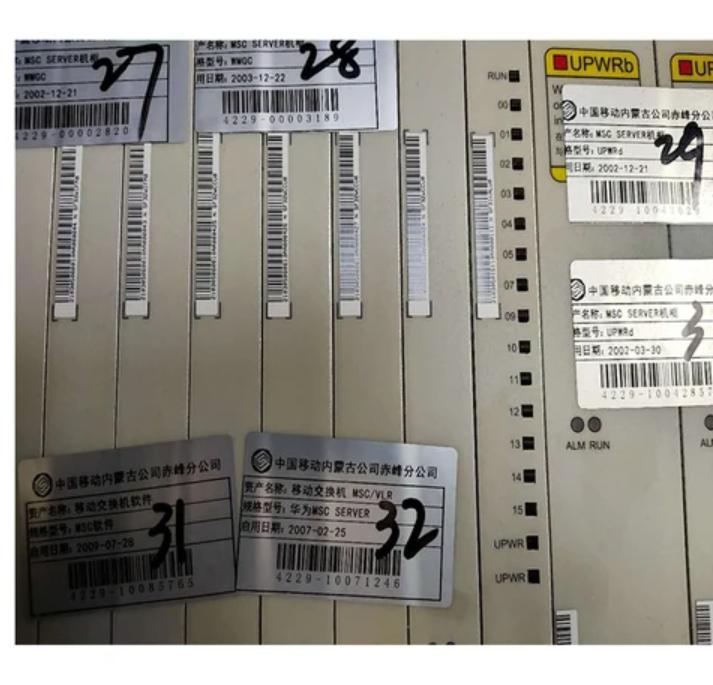 MSC SERVER机柜
WMGC
2002-12-21
4229-00002820
27
产名称：MSC SERVER机柜
格型号：WMGC
用日期：2003-12-22
4229-00003189
28
RUN
00
01
02
03
04
05
07
09
10
11
12
13
14
15
UPWR
UPWR
UPWRb
UP
中国移动内蒙古公司赤峰分公
产名称：MSC SERVER机柜
格型号：UPWRd
用日期：2002-12-21
29
中国移动内蒙古公司赤峰分
产名称：MSC SERVER机柜
格型号：UPWRd
用日期：2002-03-30
4229-1004285
3
ALM RUN
AL
中国移动内蒙古公司赤峰分公司
资产名称：移动交换机软件
规格型号：MSC软件
启用日期：2009-07-28
4229-10085765
31
中国移动内蒙古公司赤峰分公司
资产名称：移动交换机 MSC/VLR
规格型号：华为MSC SERVER
启用日期：2007-02-25
4229-10071246
32